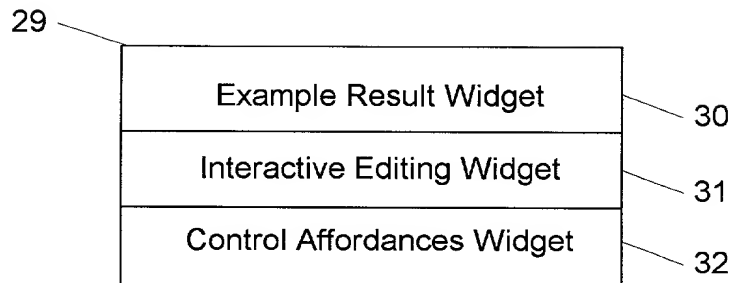 29
Example Result Widget
30
Interactive Editing Widget
31
Control Affordances Widget
32